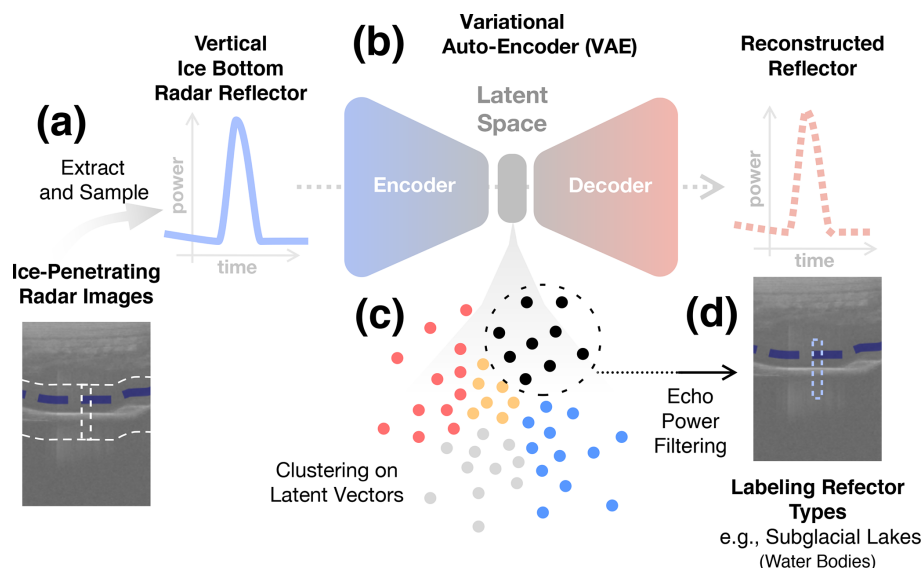 (a)
Extract
and Sample
Ice-Penetrating
Radar Images
Vertical
Ice Bottom
Radar Reflector
power
time
(b)
Variational
Auto-Encoder (VAE)
Latent
Space
Encoder
Decoder
Reconstructed
Reflector
power
time
(c)
Clustering on
Latent Vectors
(d)
Echo
Power
Filtering
Labeling Refector
Types
e.g., Subglacial Lakes
(Water Bodies)